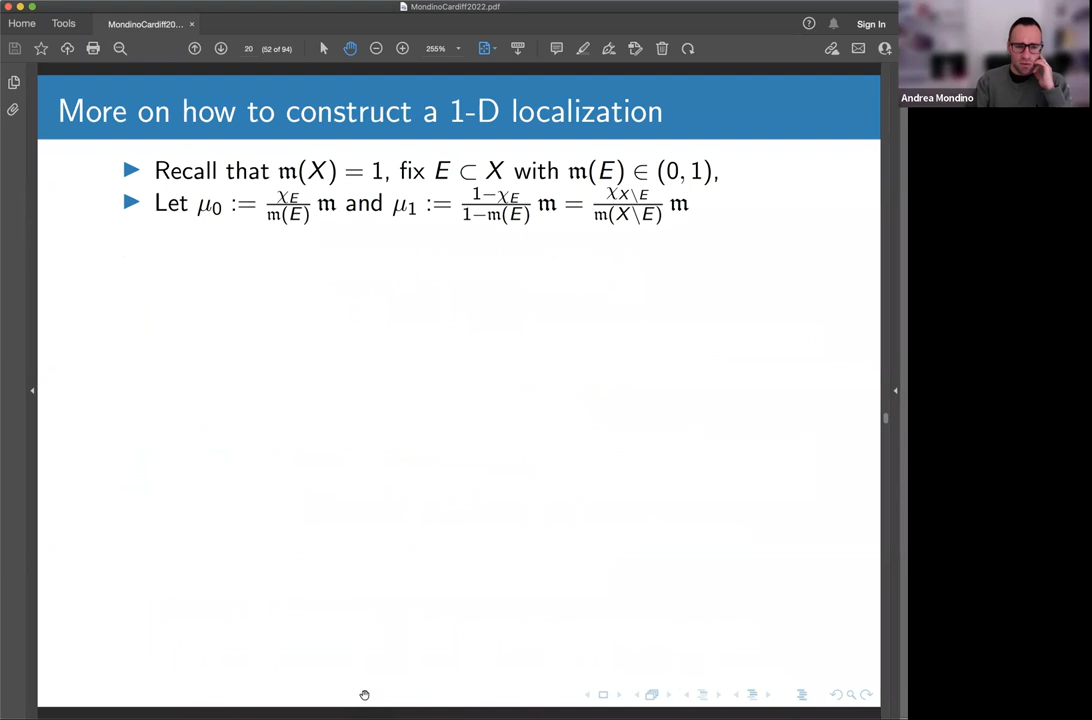 MondinoCardiff2022.pdf
Home Tools MondinoCardiff20... × Sign In
20 (52 of 94) 255%
Andrea Mondino
More on how to construct a 1-D localization
Recall that 𝔪(X) = 1, fix E ⊂ X with 𝔪(E) ∈ (0, 1),
Let μ₀ := χ_E/𝔪(E) 𝔪 and μ₁ := (1−χ_E)/(1−𝔪(E)) 𝔪 = χ_{X\E}/𝔪(X\E) 𝔪